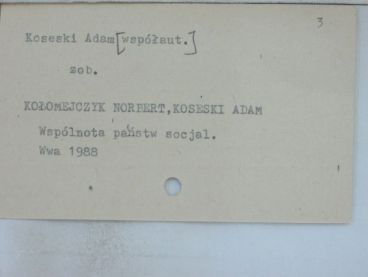 3
Koseski Adam[współaut.]
zob.
KOŁOMEJCZYK NORBERT,KOSESKI ADAM
Wspólnota państw socjal.
Wwa 1988